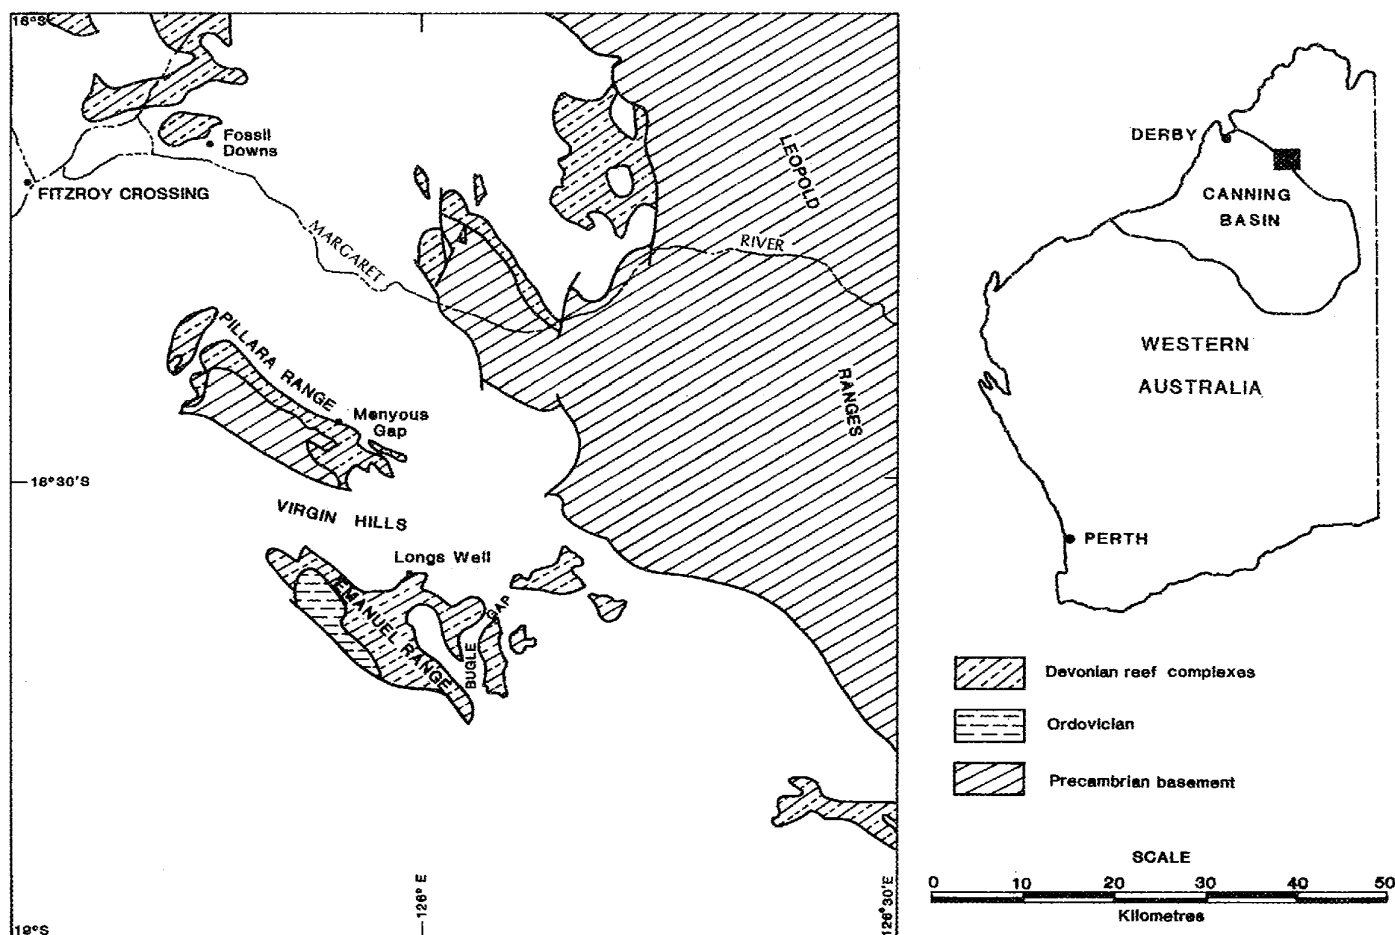 18°S
Fossil
Downs
FITZROY CROSSING
MARGARET
RIVER
LEOPOLD
RANGES
PILLARA RANGE
Menyous
Gap
18°30'S
VIRGIN HILLS
Longs Well
EMANUEL RANGE
BUGLE
GAP
19°S
126° E
126°30'E
DERBY
CANNING
BASIN
WESTERN
AUSTRALIA
PERTH
Devonian reef complexes
Ordovician
Precambrian basement
SCALE
0 10 20 30 40 50
Kilometres